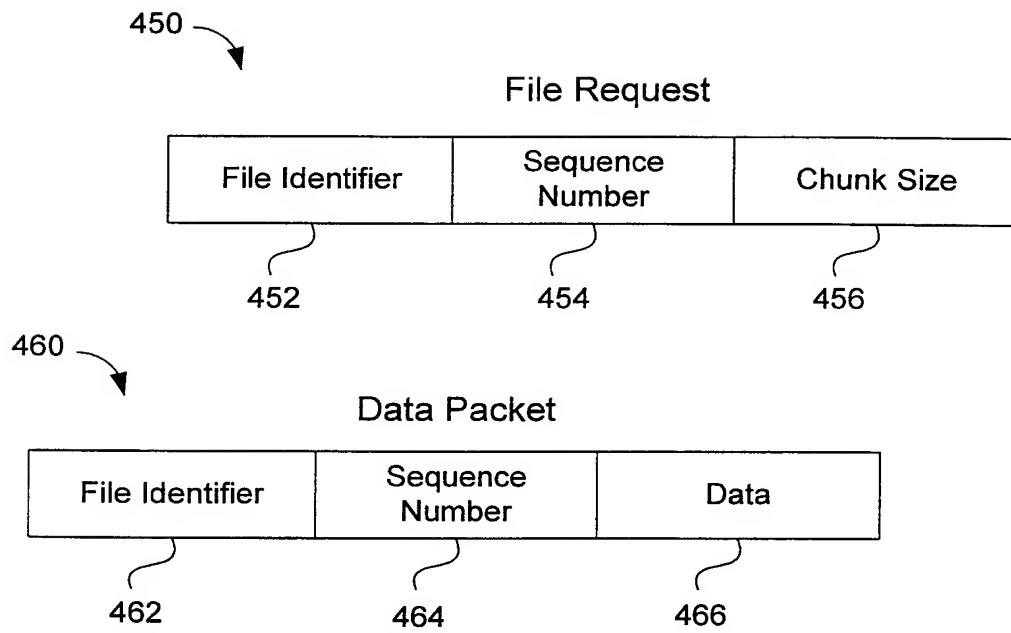 450
File Request
File Identifier
Sequence
Number
Chunk Size
452
454
456
460
Data Packet
File Identifier
Sequence
Number
Data
462
464
466